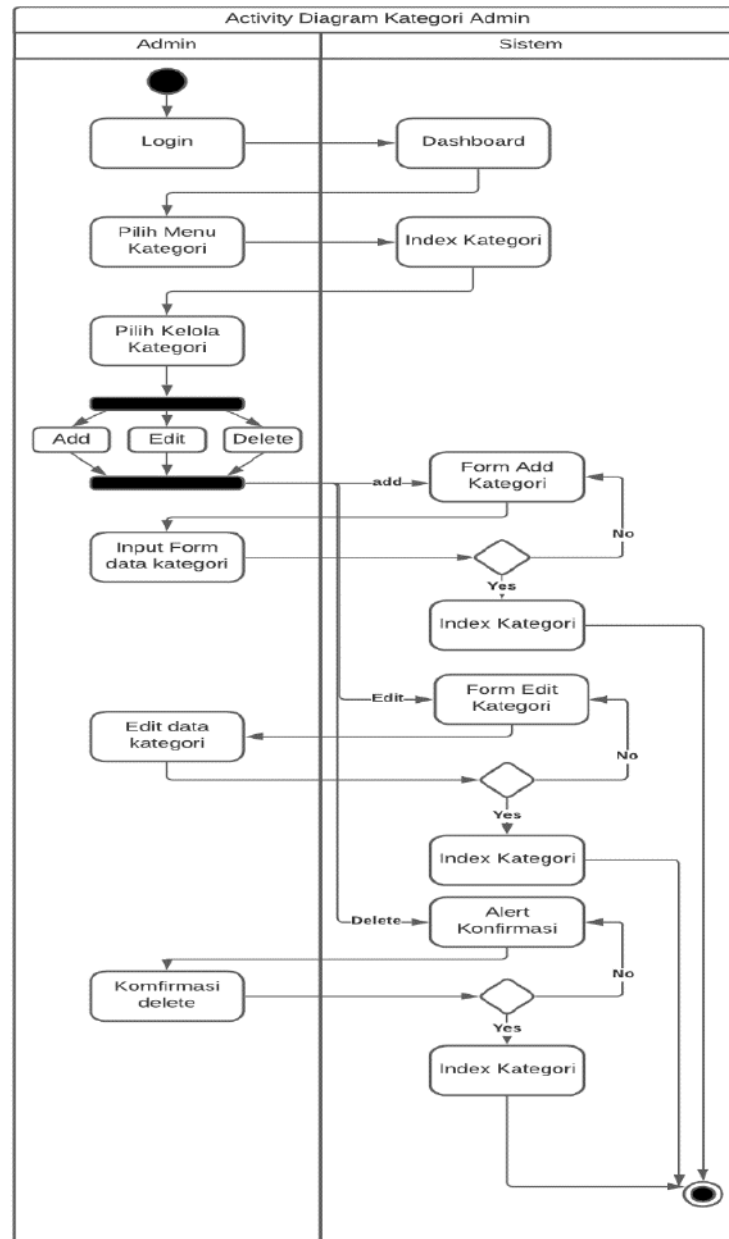 Activity Diagram Kategori Admin
Admin
Sistem
Login
Dashboard
Pilih Menu
Kategori
Index Kategori
Pilih Kelola
Kategori
Add
Edit
Delete
add
Form Add
Kategori
No
Input Form
data kategori
Yes
Index Kategori
Edit
Form Edit
Kategori
No
Edit data
kategori
Yes
Index Kategori
Delete
Alert
Konfirmasi
No
Komfirmasi
delete
Yes
Index Kategori